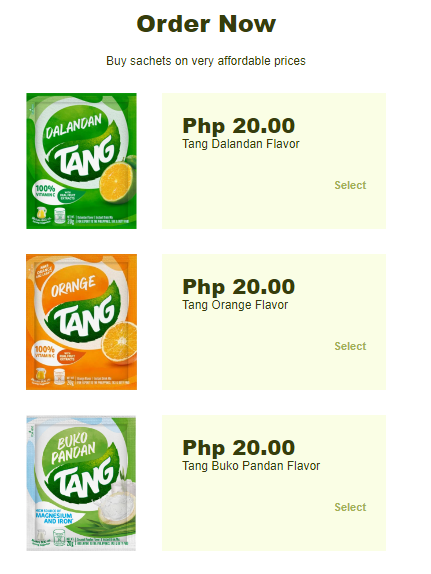 Order Now
Buy sachets on very affordable prices
DALANDAN
TANG
100%
VITAMIN C
Php 20.00
Tang Dalandan Flavor
Select
ORANGE
TANG
100%
VITAMIN C
Php 20.00
Tang Orange Flavor
Select
BUKO
PANDAN
TANG
MAGNESIUM
AND IRON
Php 20.00
Tang Buko Pandan Flavor
Select